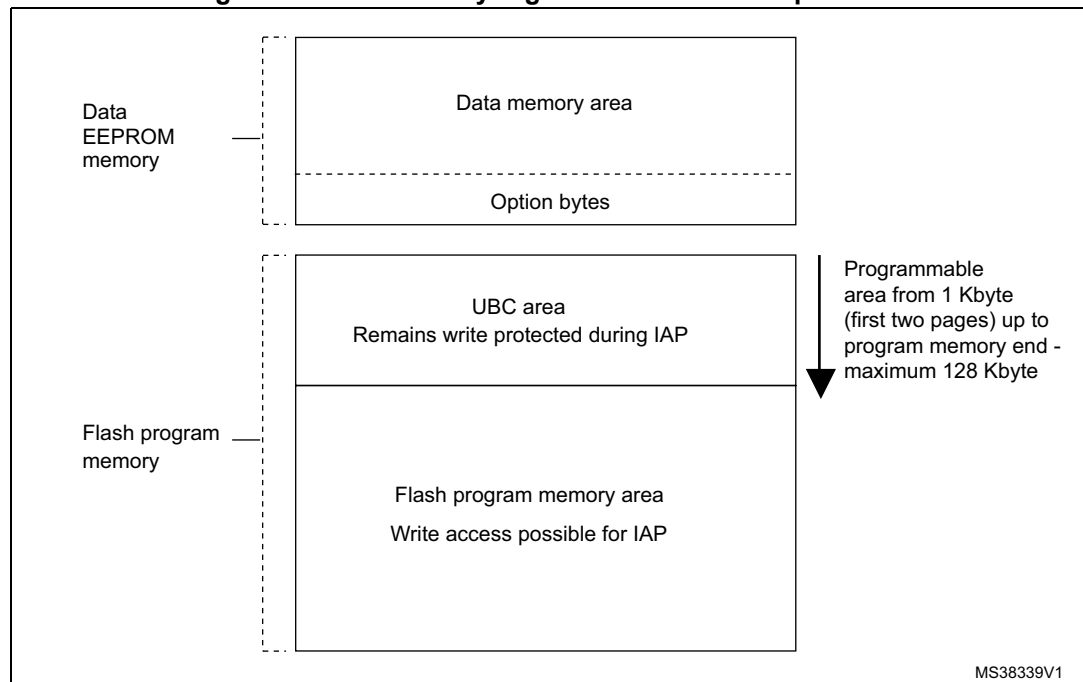 Data memory area
Data
EEPROM
memory
Option bytes
Programmable
area from 1 Kbyte
(first two pages) up to
program memory end -
maximum 128 Kbyte
UBC area
Remains write protected during IAP
Flash program
memory
Flash program memory area
Write access possible for IAP
MS38339V1